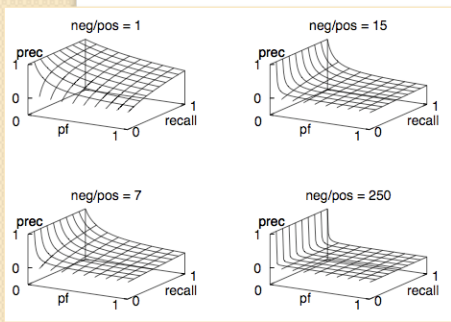 neg/pos = 1
prec
1
0
0
pf
1
0
recall
1
neg/pos = 15
prec
1
0
0
pf
1
0
recall
1
neg/pos = 7
prec
1
0
0
pf
1
0
recall
1
neg/pos = 250
prec
1
0
0
pf
1
0
recall
1